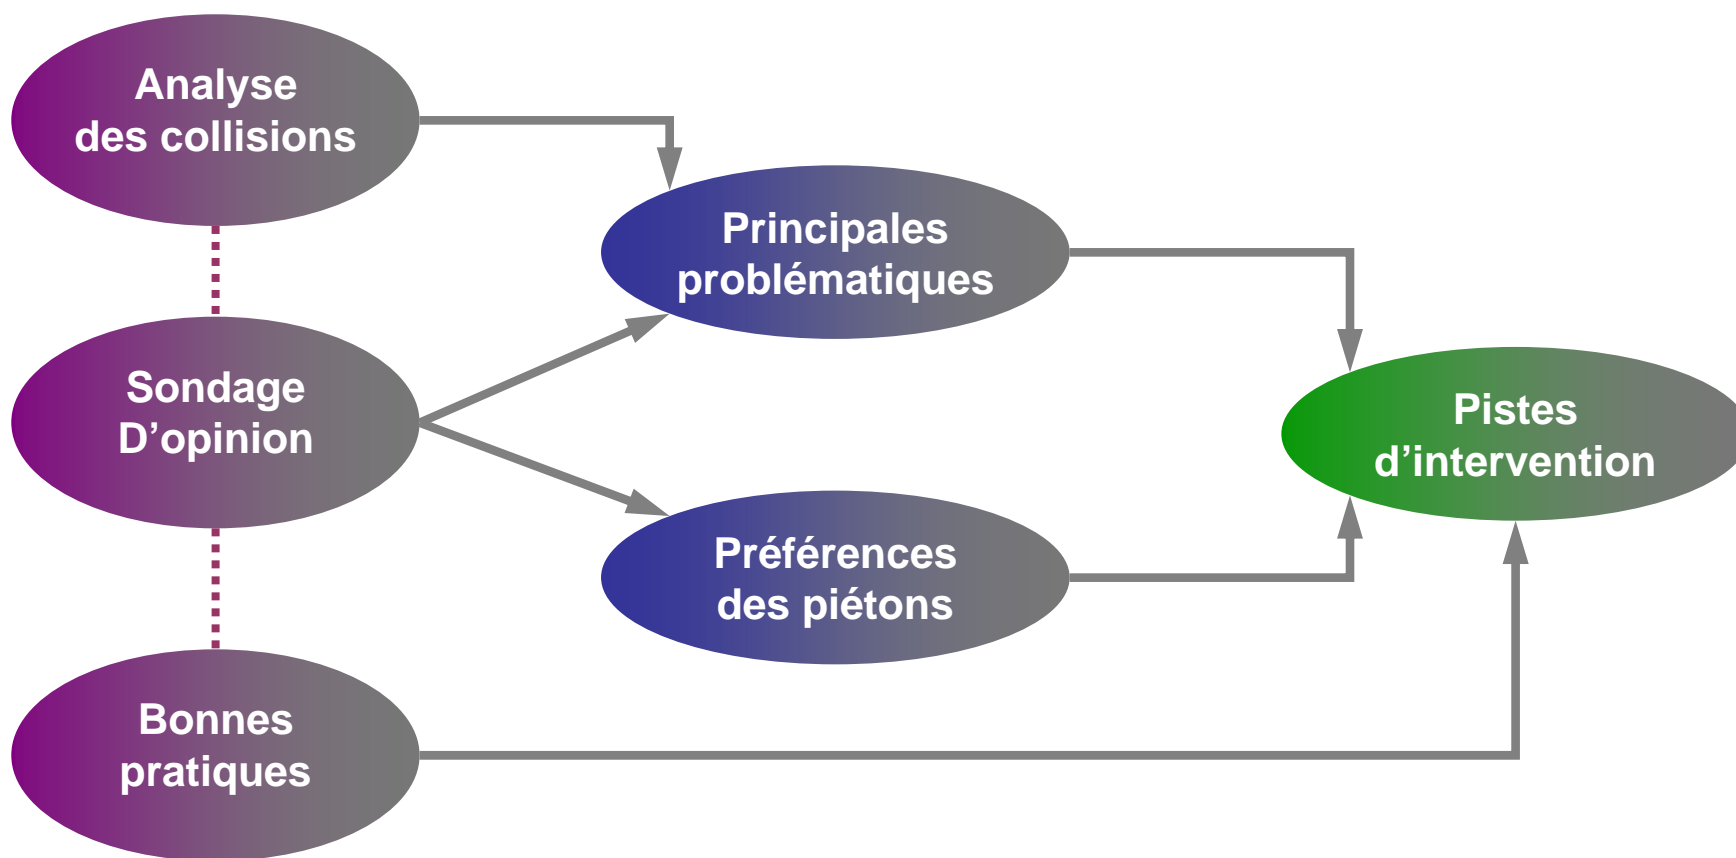 Analyse
des collisions
Principales
problématiques
Sondage
D’opinion
Pistes
d’intervention
Préférences
des piétons
Bonnes
pratiques